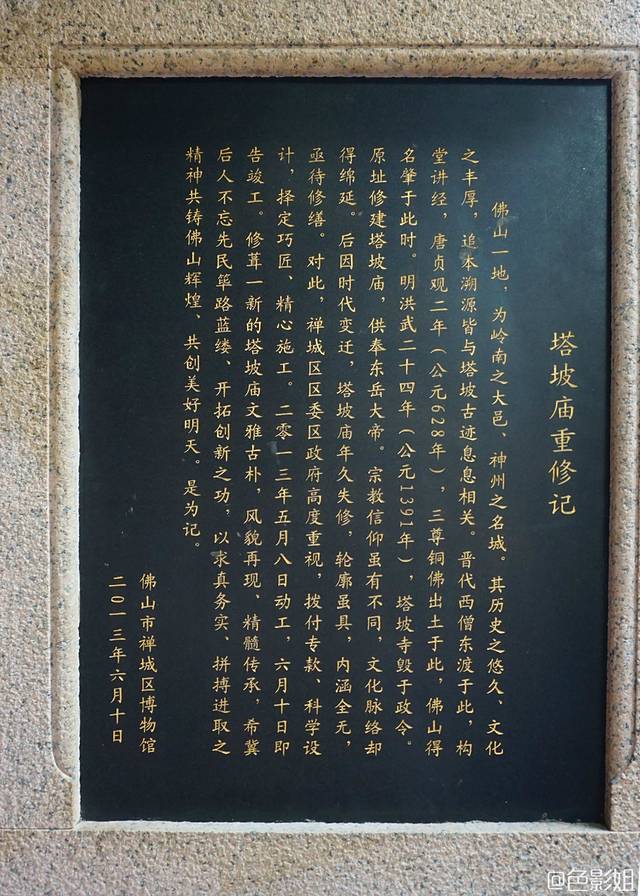 塔坡庙重修记
佛山一地，为岭南之大邑、神州之名城。其历史之悠久、文化
之丰厚，追本溯源皆与塔坡古迹息息相关。晋代西僧东渡于此，构
堂讲经，唐贞观二年（公元628年），三尊铜佛出土于此，佛山得
名肇于此时。明洪武二十四年（公元1391年），塔坡寺毁于政令。
原址修建塔坡庙，供奉东岳大帝。宗教信仰虽有不同，文化脉络却
得绵延。后因时代变迁，塔坡庙年久失修，轮廓虽具，内涵全无，
亟待修缮。对此，禅城区区委区政府高度重视，拨付专款、科学设
计，择定巧匠、精心施工。二零一三年五月八日动工，六月十日即
告竣工。修葺一新的塔坡庙文雅古朴，风貌再现、精髓传承，希冀
后人不忘先民筚路蓝缕、开拓创新之功，以求真务实、拼搏进取之
精神共铸佛山辉煌、共创美好明天。是为记。
佛山市禅城区博物馆
二〇一三年六月十日
@色影姐